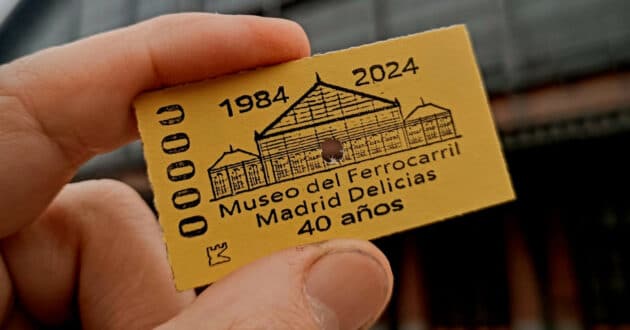 1984 2024
Museo del Ferrocarril
Madrid Delicias
40 años
00000